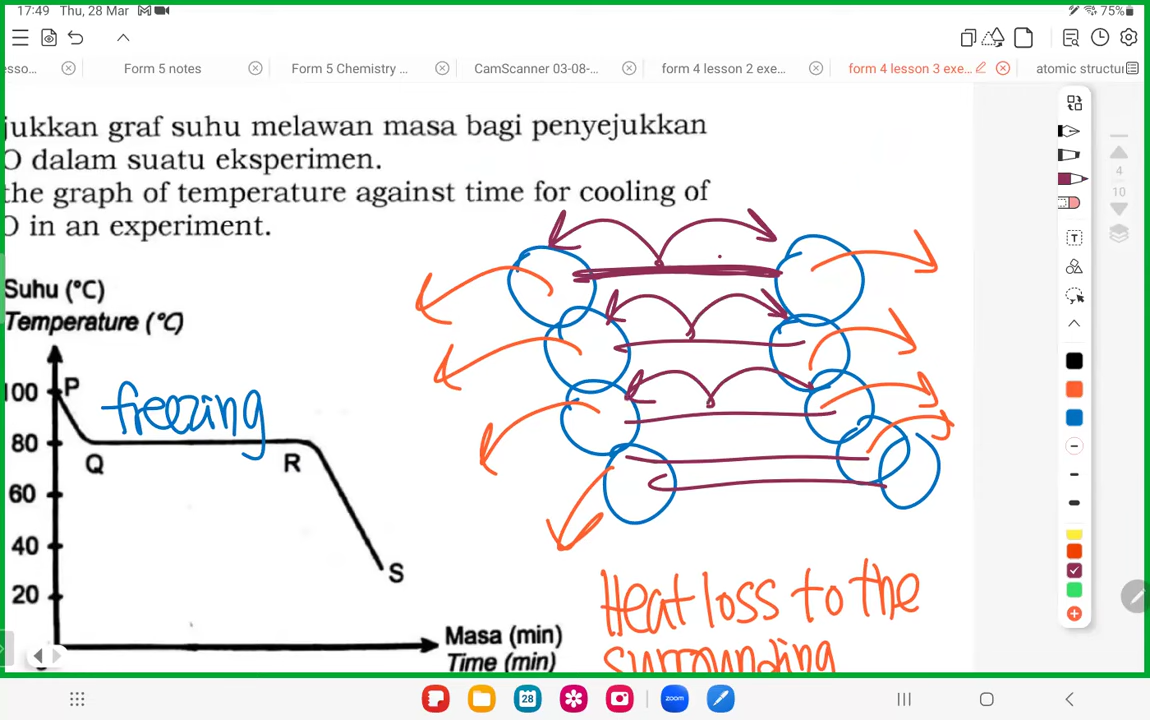 17:49 Thu, 28 Mar
75%
esso...
Form 5 notes
Form 5 Chemistry ...
CamScanner 03-08-...
form 4 lesson 2 exe...
form 4 lesson 3 exe...
atomic structur
jukkan graf suhu melawan masa bagi penyejukkan
O dalam suatu eksperimen.
the graph of temperature against time for cooling of
O in an experiment.
Suhu (°C)
Temperature (°C)
100
P
freezing
80
Q
R
60
40
S
20
Masa (min)
Time (min)
Heat loss to the
surrounding
4
10
T
28
zoom